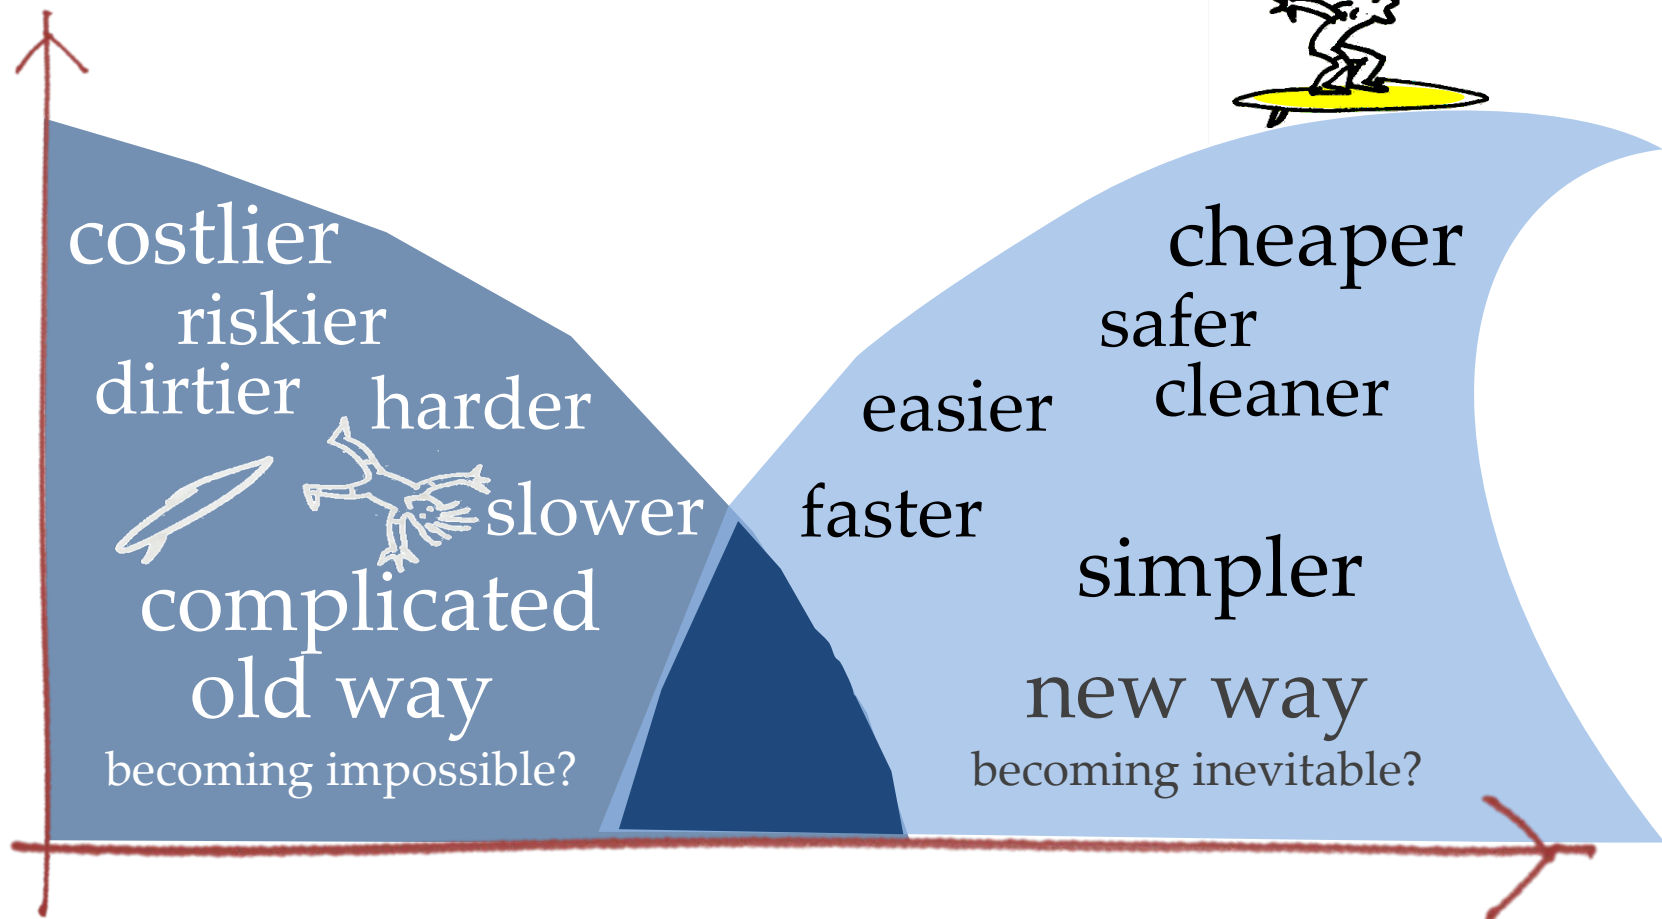 costlier
riskier
dirtier
harder
slower
complicated
old way
becoming impossible?
cheaper
safer
cleaner
easier
faster
simpler
new way
becoming inevitable?